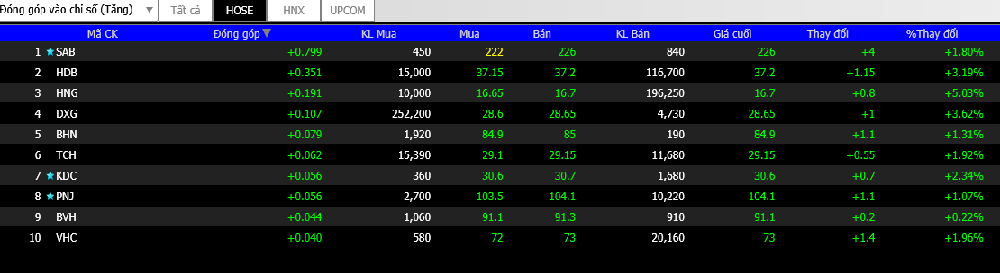 Đóng góp vào chỉ số (Tăng) Tất cả HOSE HNX UPCOM
Mã CK Đóng góp KL Mua Mua Bán KL Bán Giá cuối Thay đổi %Thay đổi
1 SAB +0.799 450 222 226 840 226 +4 +1.80%
2 HDB +0.351 15,000 37.15 37.2 116,700 37.2 +1.15 +3.19%
3 HNG +0.191 10,000 16.65 16.7 196,250 16.7 +0.8 +5.03%
4 DXG +0.107 252,200 28.6 28.65 4,730 28.65 +1 +3.62%
5 BHN +0.079 1,920 84.9 85 190 84.9 +1.1 +1.31%
6 TCH +0.062 15,390 29.1 29.15 11,680 29.15 +0.55 +1.92%
7 KDC +0.056 360 30.6 30.7 1,680 30.6 +0.7 +2.34%
8 PNJ +0.056 2,700 103.5 104.1 10,220 104.1 +1.1 +1.07%
9 BVH +0.044 1,060 91.1 91.3 910 91.1 +0.2 +0.22%
10 VHC +0.040 580 72 73 20,160 73 +1.4 +1.96%